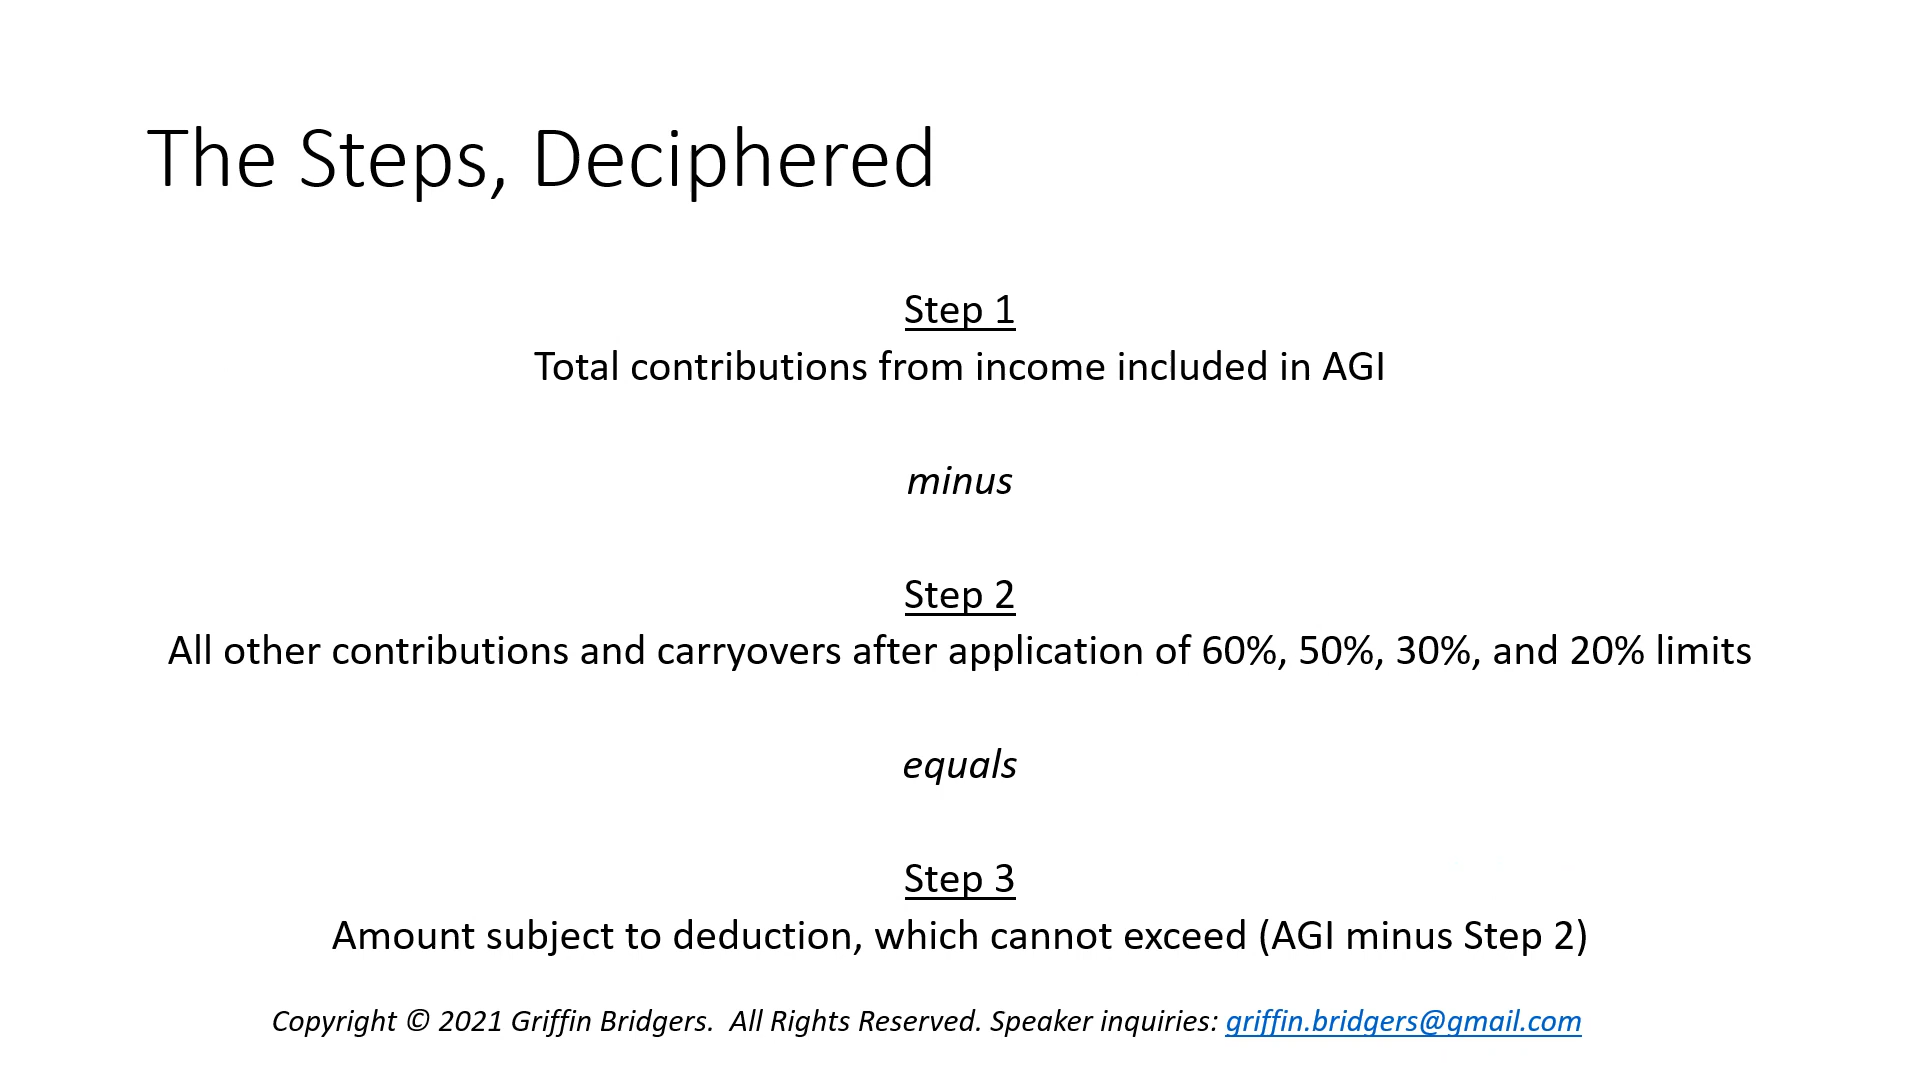 The Steps, Deciphered
Step 1
Total contributions from income included in AGI
minus
Step 2
All other contributions and carryovers after application of 60%, 50%, 30%, and 20% limits
equals
Step 3
Amount subject to deduction, which cannot exceed (AGI minus Step 2)
Copyright © 2021 Griffin Bridgers.  All Rights Reserved. Speaker inquiries: griffin.bridgers@gmail.com